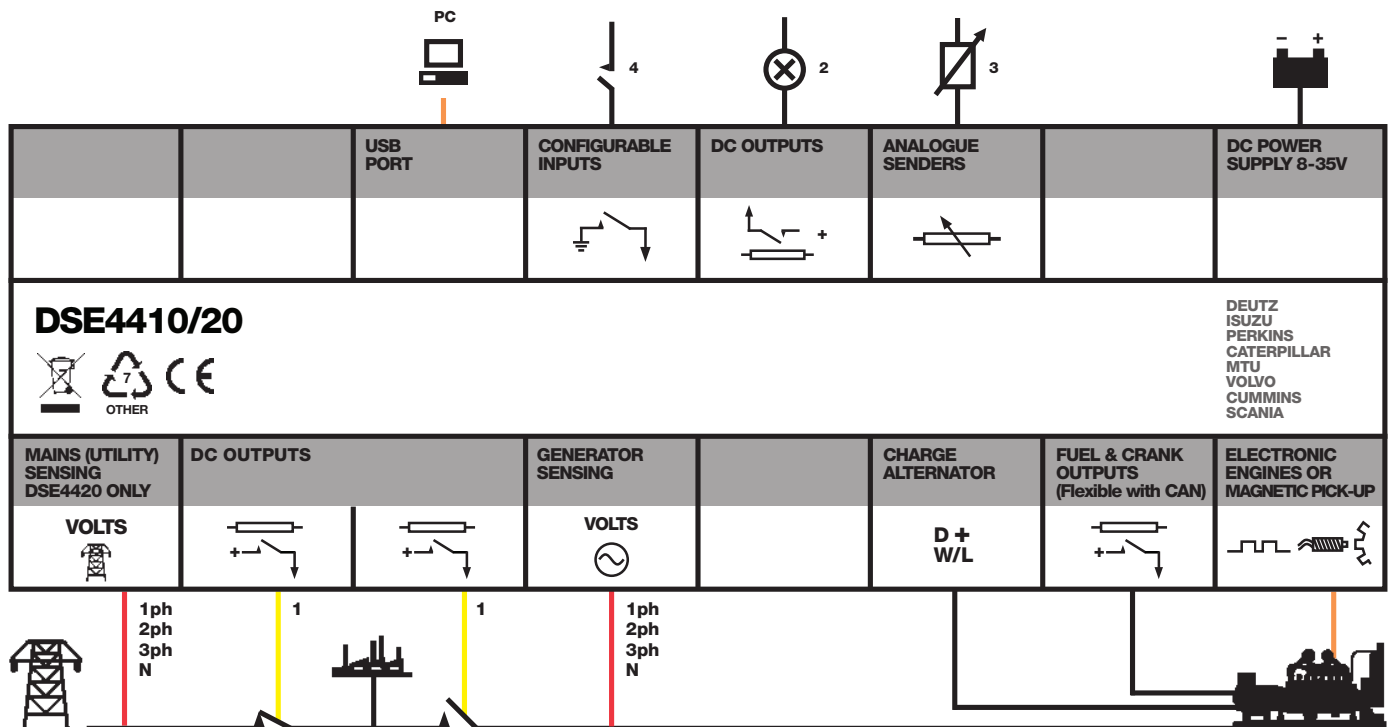 PC
4
2
3
– +
USB
PORT
CONFIGURABLE
INPUTS
DC OUTPUTS
ANALOGUE
SENDERS
DC POWER
SUPPLY 8-35V
+
DSE4410/20
7
OTHER
CE
DEUTZ
ISUZU
PERKINS
CATERPILLAR
MTU
VOLVO
CUMMINS
SCANIA
MAINS (UTILITY)
SENSING
DSE4420 ONLY
DC OUTPUTS
GENERATOR
SENSING
CHARGE
ALTERNATOR
FUEL & CRANK
OUTPUTS
(Flexible with CAN)
ELECTRONIC
ENGINES OR
MAGNETIC PICK-UP
VOLTS
+
+
VOLTS
D +
W/L
+
1ph
2ph
3ph
N
1
1
1ph
2ph
3ph
N